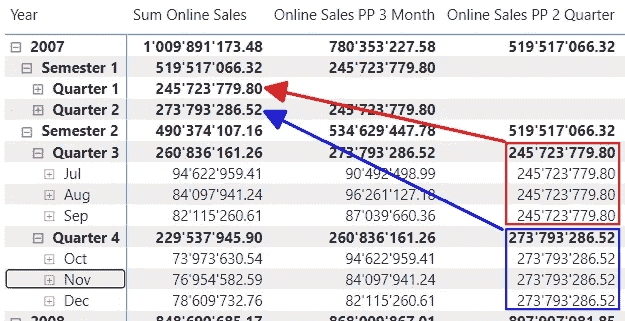 Year Sum Online Sales Online Sales PP 3 Month Online Sales PP 2 Quarter
2007 1'009'891'173.48 780'353'227.58 519'517'066.32
Semester 1 519'517'066.32 245'723'779.80
Quarter 1 245'723'779.80
Quarter 2 273'793'286.52 245'723'779.80
Semester 2 490'374'107.16 534'629'447.78 519'517'066.32
Quarter 3 260'836'161.26 273'793'286.52 245'723'779.80
Jul 94'622'959.41 90'492'498.99 245'723'779.80
Aug 84'097'941.24 96'261'127.18 245'723'779.80
Sep 82'115'260.61 87'039'660.36 245'723'779.80
Quarter 4 229'537'945.90 260'836'161.26 273'793'286.52
Oct 73'973'630.54 94'622'959.41 273'793'286.52
Nov 76'954'582.59 84'097'941.24 273'793'286.52
Dec 78'609'732.76 82'115'260.61 273'793'286.52
2008